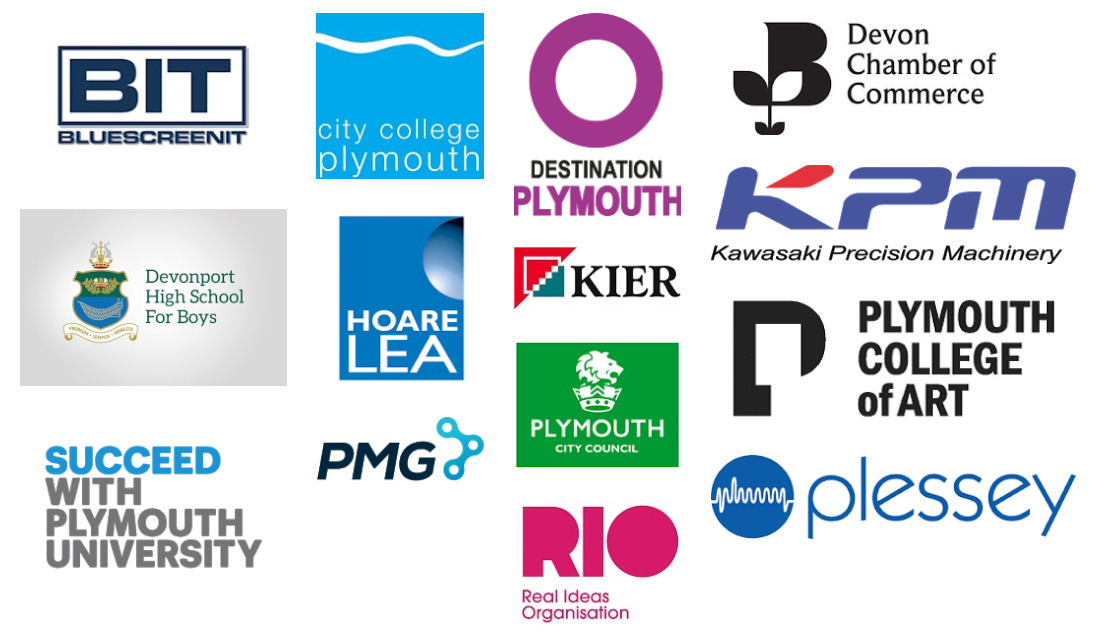 BIT
BLUESCREENIT
Devonport
High School
For Boys
SUCCEED
WITH
PLYMOUTH
UNIVERSITY
city college
plymouth
HOARE
LEA
PMG
DESTINATION
PLYMOUTH
KIER
PLYMOUTH
CITY COUNCIL
RIO
Real Ideas
Organisation
Devon
Chamber of
Commerce
KPM
Kawasaki Precision Machinery
PLYMOUTH
COLLEGE
of ART
plessey